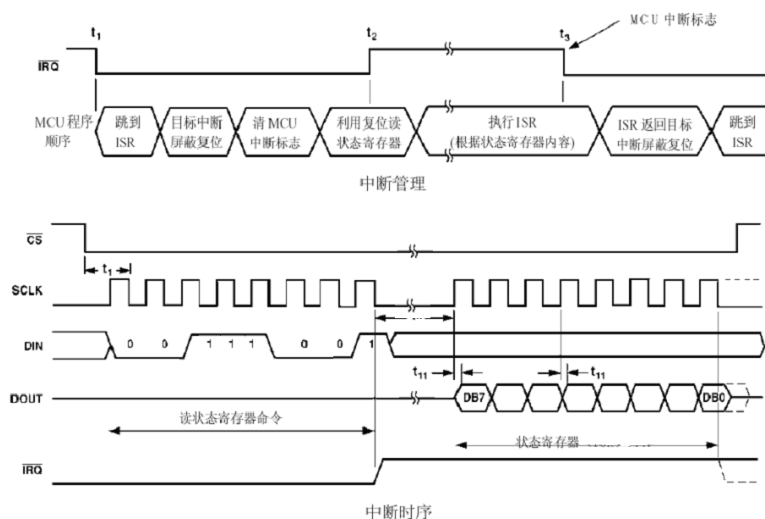 t1
t2
t3
MCU 中断标志
IRQ
MCU 程序
顺序
跳到
ISR
目标中断
屏蔽复位
清 MCU
中断标志
利用复位读
状态寄存器
执行 ISR
(根据状态寄存器内容)
ISR 返回目标
中断屏蔽复位
跳到
ISR
中断管理
CS
t1
SCLK
DIN
0 0 1 1 1 0 0 1
t11
t11
DOUT
DB7
DB0
读状态寄存器命令
状态寄存器
IRQ
中断时序